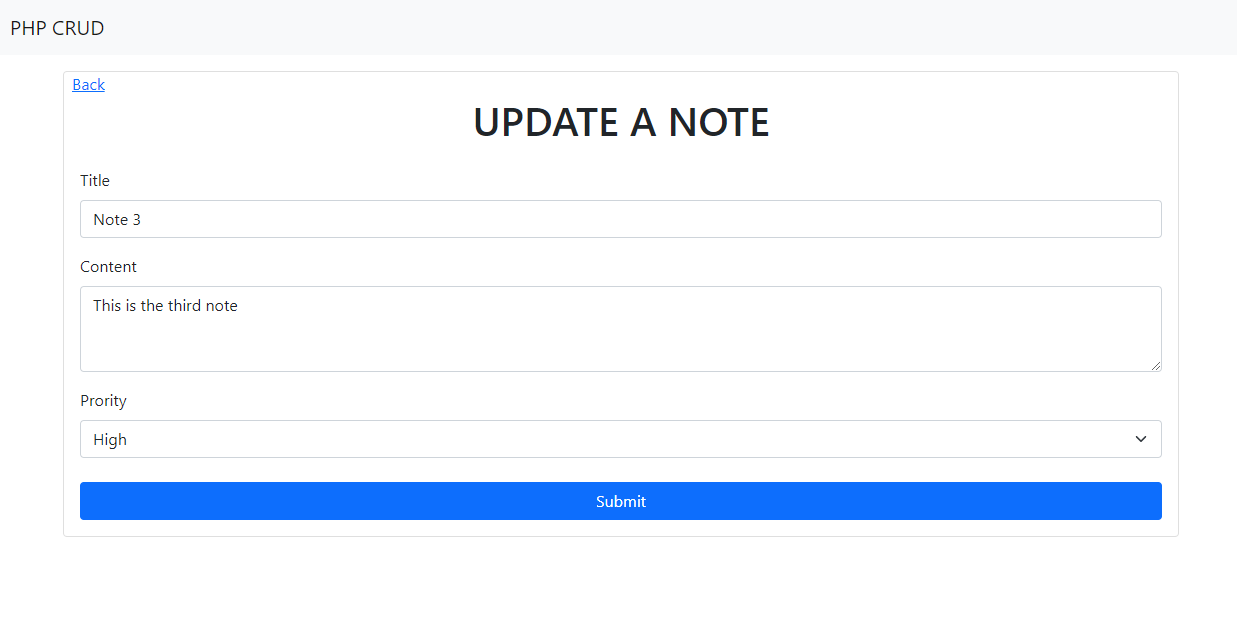 PHP CRUD
Back
UPDATE A NOTE
Title
Note 3
Content
This is the third note
Prority
High
Submit